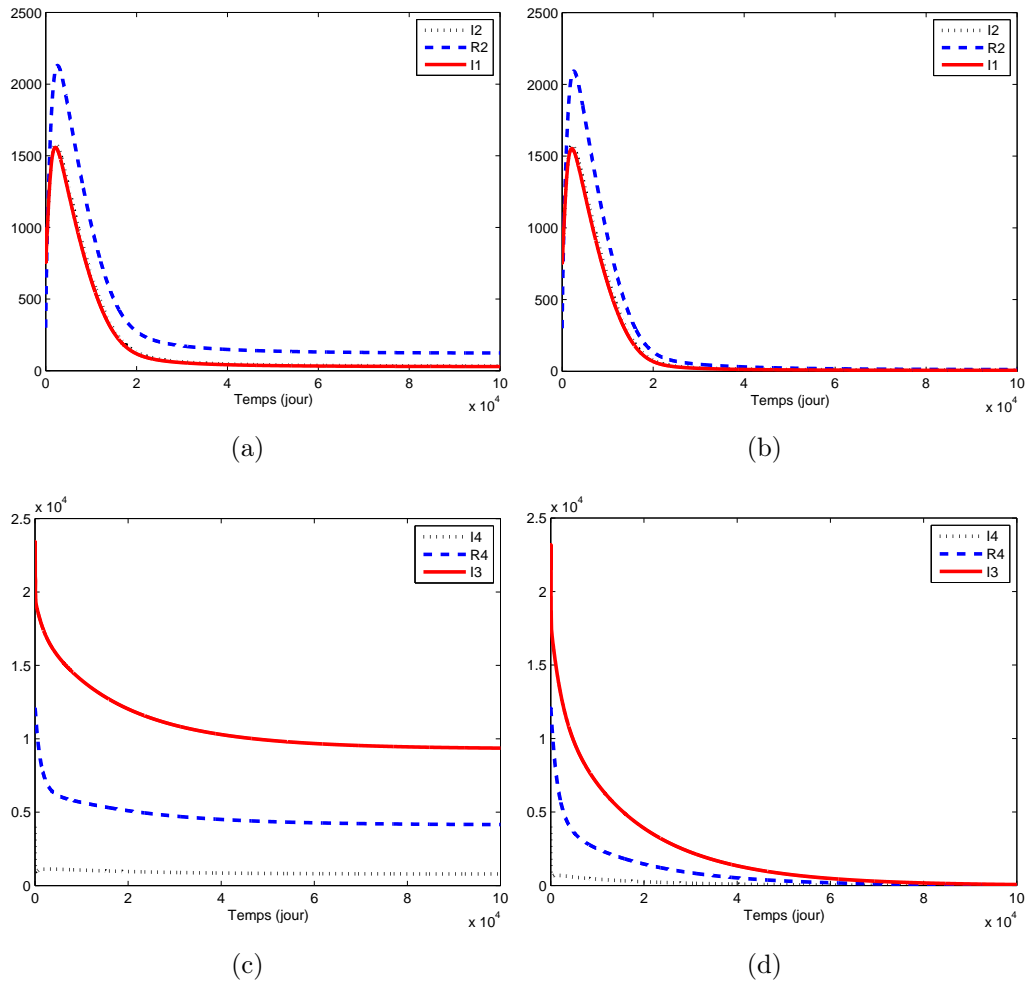 2500
2000
1500
1000
500
0
0 2 4 6 8 10
x 10^4
Temps (jour)
I2
R2
I1
(a)
2500
2000
1500
1000
500
0
0 2 4 6 8 10
x 10^4
Temps (jour)
I2
R2
I1
(b)
x 10^4
2.5
2
1.5
1
0.5
0
0 2 4 6 8 10
x 10^4
Temps (jour)
I4
R4
I3
(c)
x 10^4
2.5
2
1.5
1
0.5
0
0 2 4 6 8 10
x 10^4
Temps (jour)
I4
R4
I3
(d)